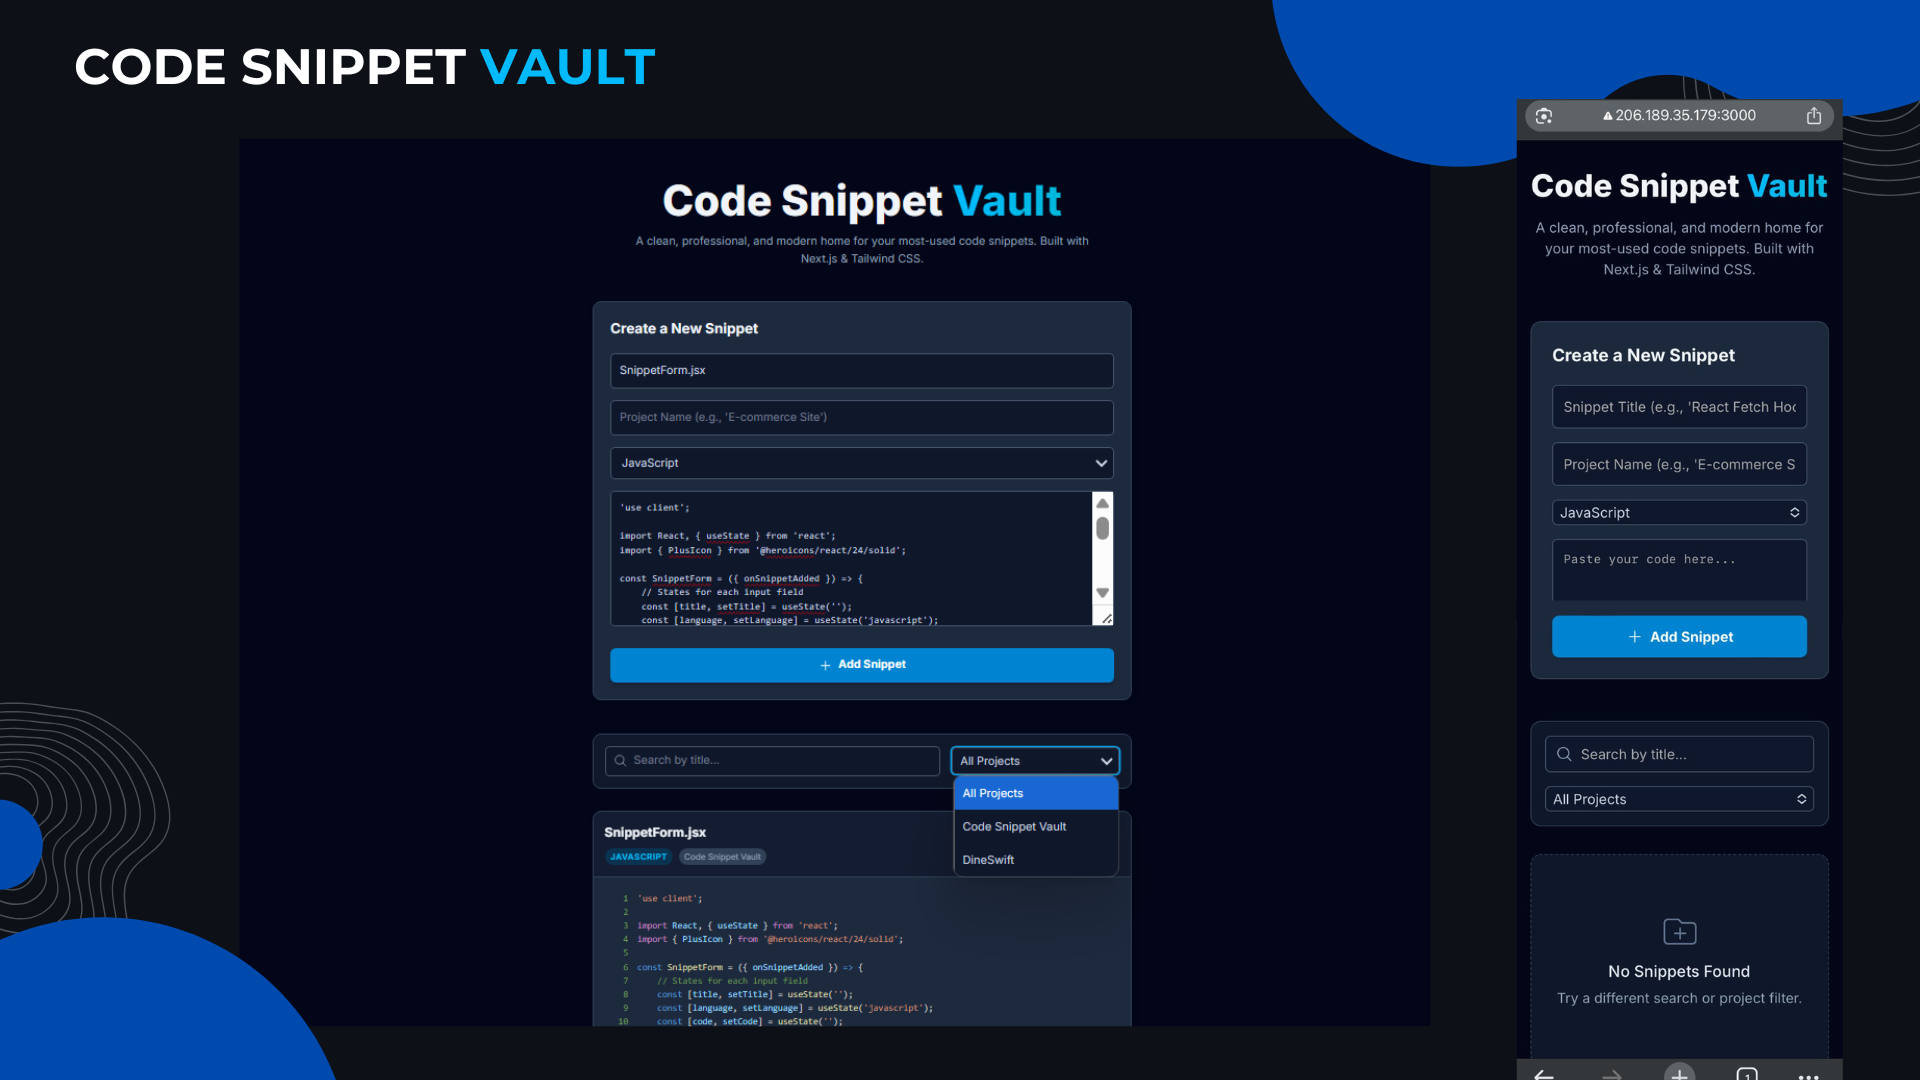 CODE SNIPPET VAULT
Code Snippet Vault
A clean, professional, and modern home for your most-used code snippets. Built with
Next.js & Tailwind CSS.
Create a New Snippet
SnippetForm.jsx
Project Name (e.g., 'E-commerce Site')
JavaScript
'use client';
import React, { useState } from 'react';
import { PlusIcon } from '@heroicons/react/24/solid';
const SnippetForm = ({ onSnippetAdded }) => {
// States for each input field
const [title, setTitle] = useState('');
const [language, setLanguage] = useState('javascript');
+ Add Snippet
Search by title...
All Projects
All Projects
Code Snippet Vault
DineSwift
SnippetForm.jsx
JAVASCRIPT Code Snippet Vault
1 'use client';
2
3 import React, { useState } from 'react';
4 import { PlusIcon } from '@heroicons/react/24/solid';
5
6 const SnippetForm = ({ onSnippetAdded }) => {
7 // States for each input field
8 const [title, setTitle] = useState('');
9 const [language, setLanguage] = useState('javascript');
10 const [code, setCode] = useState('');
206.189.35.179:3000
Code Snippet Vault
A clean, professional, and modern home for
your most-used code snippets. Built with
Next.js & Tailwind CSS.
Create a New Snippet
Snippet Title (e.g., 'React Fetch Hoo
Project Name (e.g., 'E-commerce S
JavaScript
Paste your code here...
+ Add Snippet
Search by title...
All Projects
No Snippets Found
Try a different search or project filter.
1